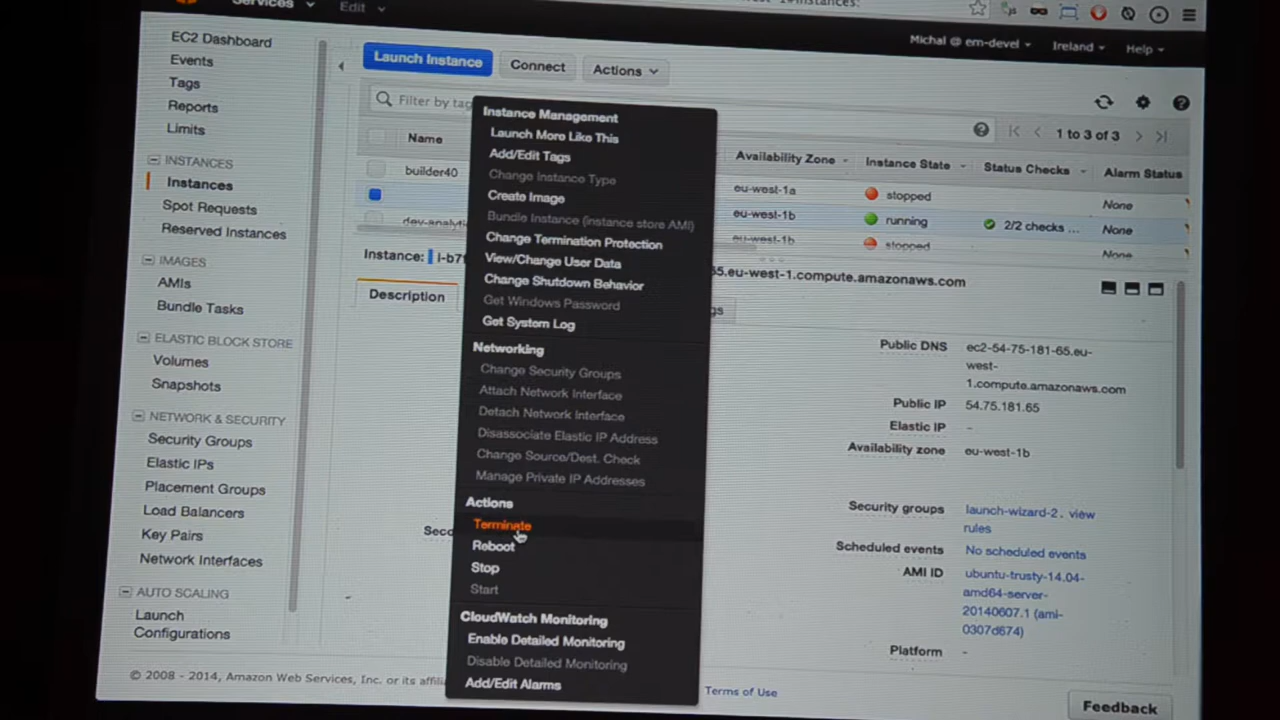 Services
Edit
Michal @ em-devel
Ireland
Help
EC2 Dashboard
Events
Tags
Reports
Limits
INSTANCES
Instances
Spot Requests
Reserved Instances
IMAGES
AMIs
Bundle Tasks
ELASTIC BLOCK STORE
Volumes
Snapshots
NETWORK & SECURITY
Security Groups
Elastic IPs
Placement Groups
Load Balancers
Key Pairs
Network Interfaces
AUTO SCALING
Launch
Configurations
Launch Instance
Connect
Actions
Filter by tag
1 to 3 of 3
Name
Availability Zone
Instance State
Status Checks
Alarm Status
builder40
eu-west-1a
stopped
None
eu-west-1b
running
2/2 checks ...
None
dev-analyti
eu-west-1b
stopped
None
Instance:
i-b7
5.eu-west-1.compute.amazonaws.com
Description
Instance Management
Launch More Like This
Add/Edit Tags
Change Instance Type
Create Image
Bundle Instance (instance store AMI)
Change Termination Protection
View/Change User Data
Change Shutdown Behavior
Get Windows Password
Get System Log
Networking
Change Security Groups
Attach Network Interface
Detach Network Interface
Disassociate Elastic IP Address
Change Source/Dest. Check
Manage Private IP Addresses
Actions
Terminate
Reboot
Stop
Start
CloudWatch Monitoring
Enable Detailed Monitoring
Disable Detailed Monitoring
Add/Edit Alarms
Public DNS
ec2-54-75-181-65.eu-
west-
1.compute.amazonaws.com
Public IP
54.75.181.65
Elastic IP
-
Availability zone
eu-west-1b
Security groups
launch-wizard-2. view
rules
Scheduled events
No scheduled events
AMI ID
ubuntu-trusty-14.04-
amd64-server-
20140607.1 (ami-
0307d674)
Platform
-
© 2008 - 2014, Amazon Web Services, Inc. or its affili
Terms of Use
Feedback